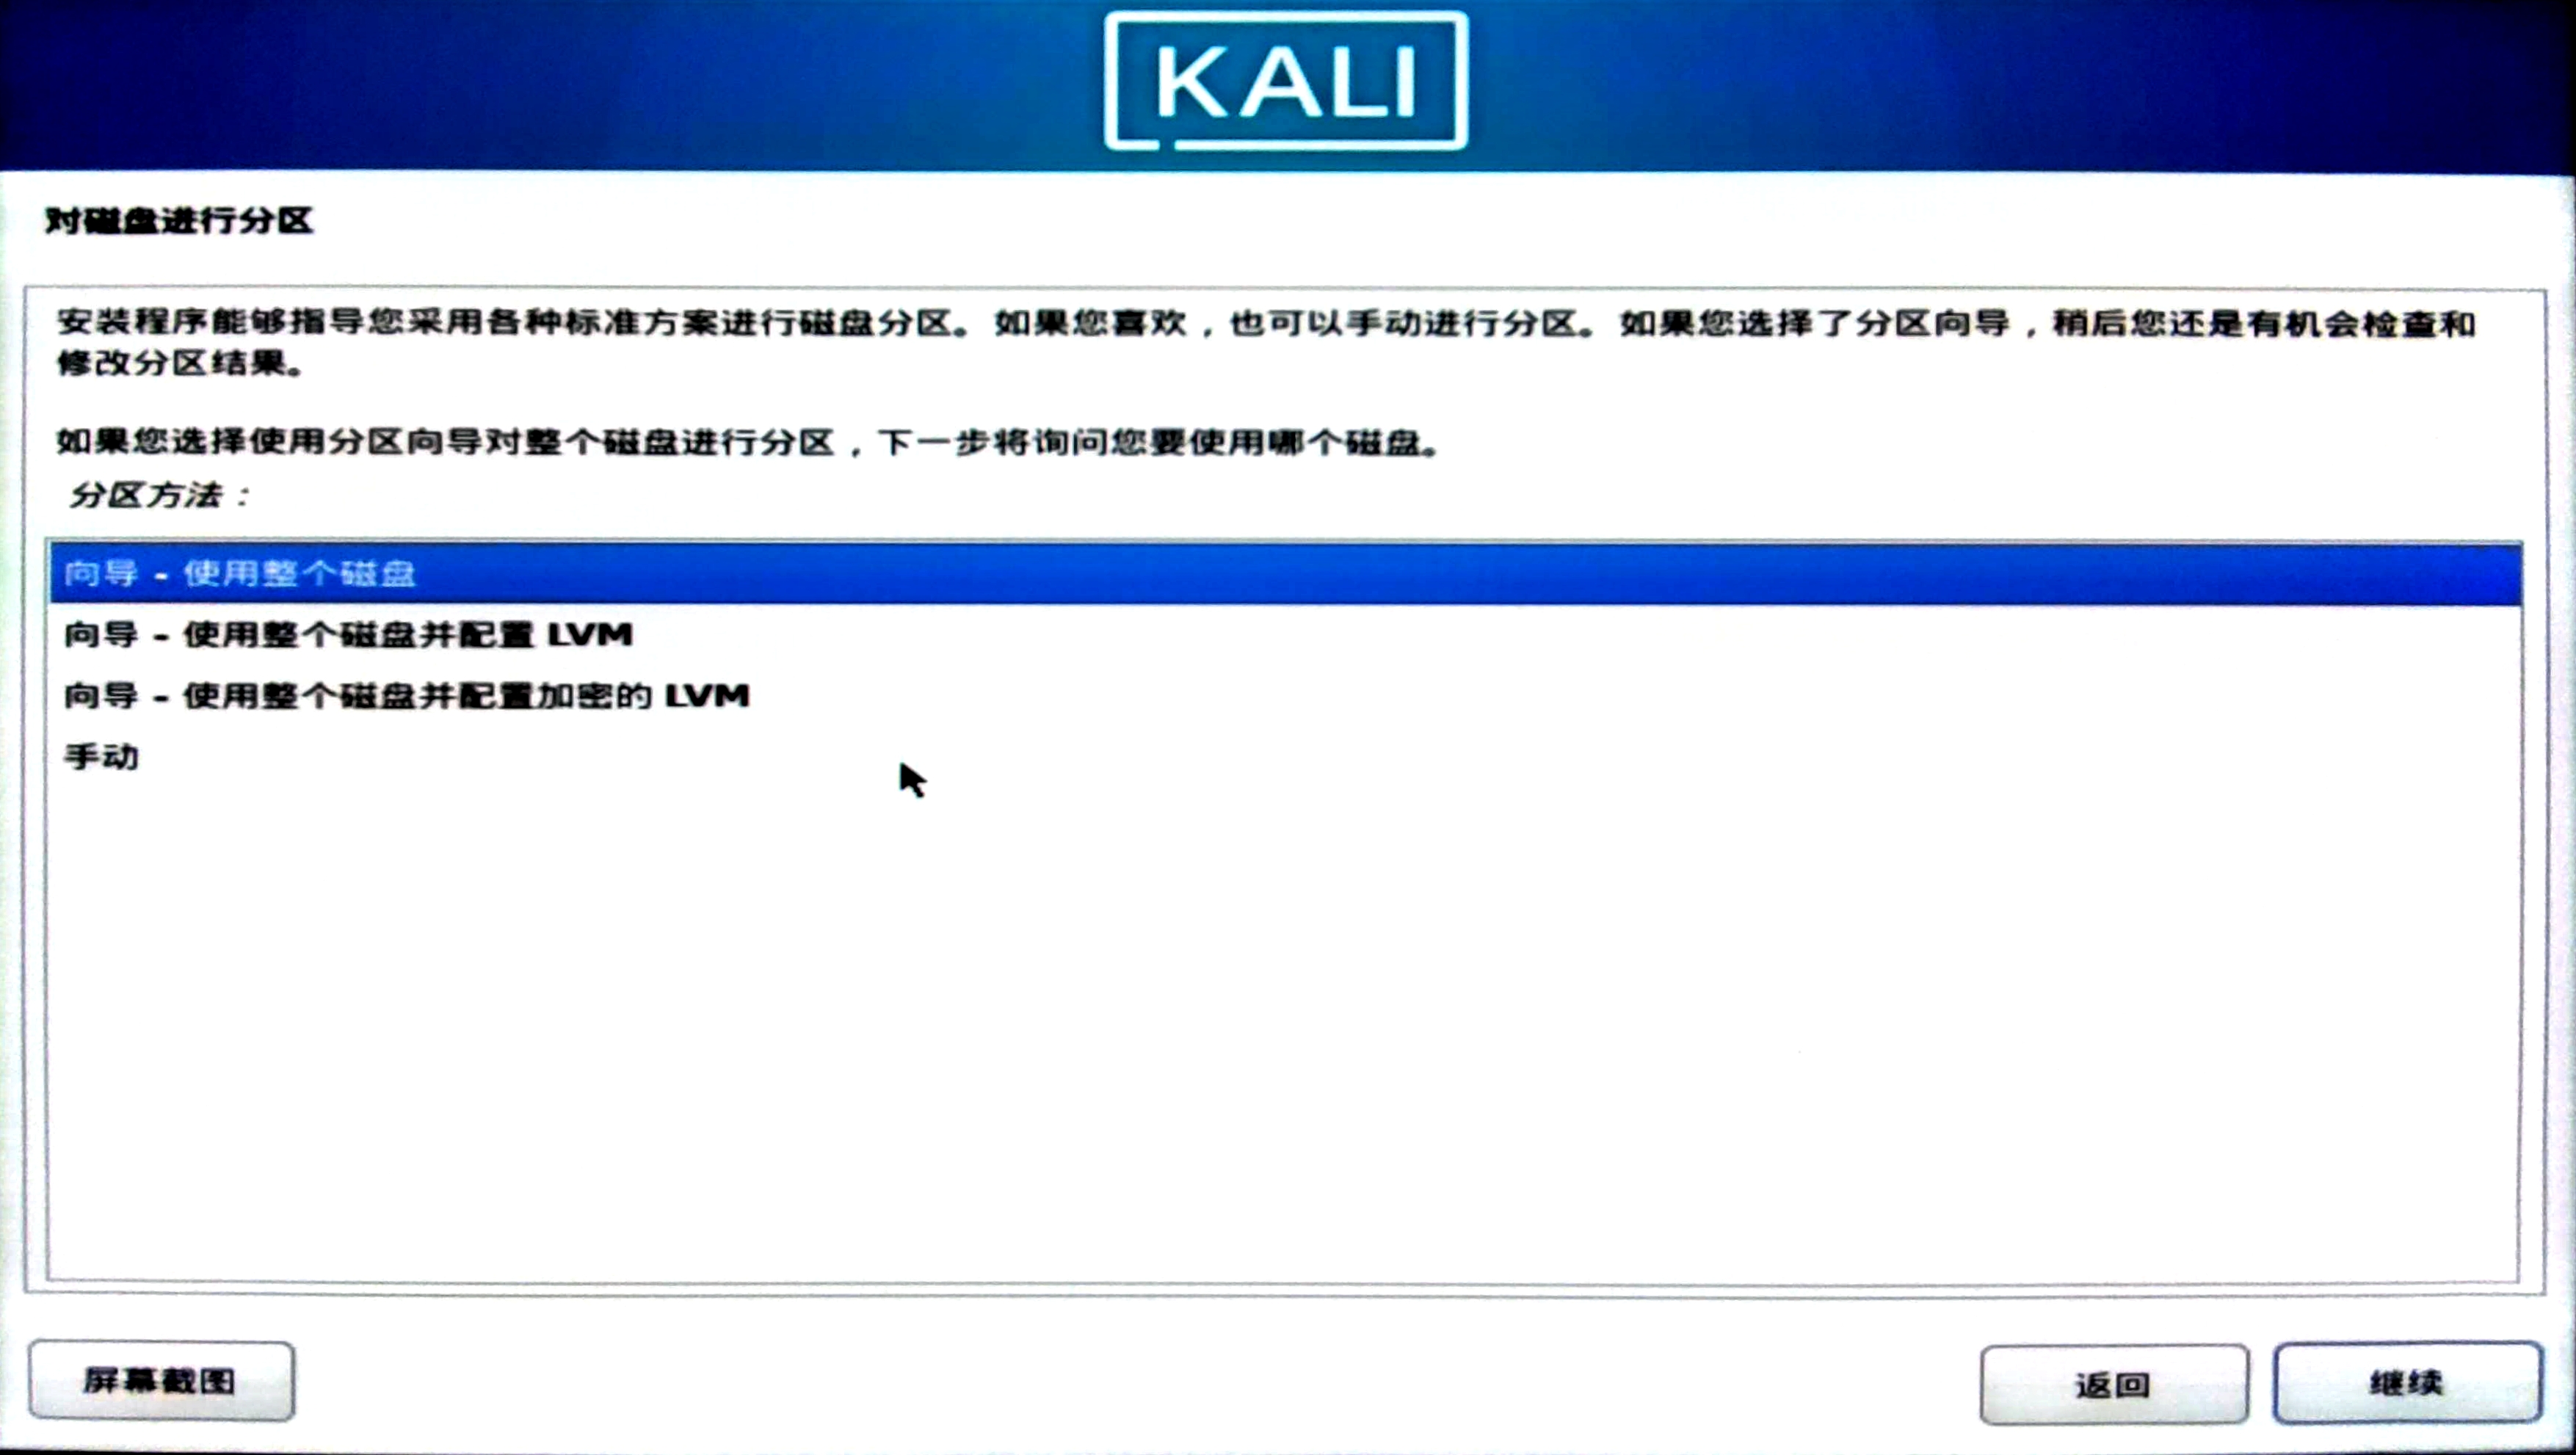 KALI
对磁盘进行分区
安装程序能够指导您采用各种标准方案进行磁盘分区。如果您喜欢，也可以手动进行分区。如果您选择了分区向导，稍后您还是有机会检查和
修改分区结果。
如果您选择使用分区向导对整个磁盘进行分区，下一步将询问您要使用哪个磁盘。
分区方法：
向导 - 使用整个磁盘
向导 - 使用整个磁盘并配置 LVM
向导 - 使用整个磁盘并配置加密的 LVM
手动
屏幕截图
返回
继续